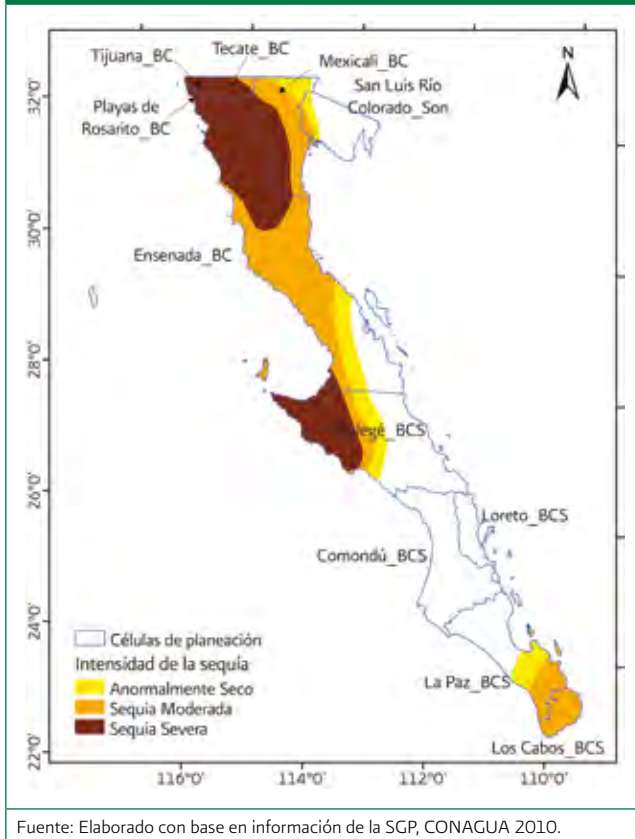 Tijuana_BC
Tecate_BC
Mexicali_BC
N
San Luis Río
Colorado_Son
Playas de
Rosarito_BC
32°0'
30°0'
Ensenada_BC
28°0'
26°0'
Loreto_BCS
Comondú_BCS
24°0'
Células de planeación
Intensidad de la sequía
Anormalmente Seco
Sequia Moderada
Sequia Severa
La Paz_BCS
Los Cabos_BCS
22°0'
116°0' 114°0' 112°0' 110°0'
Fuente: Elaborado con base en información de la SGP, CONAGUA 2010.